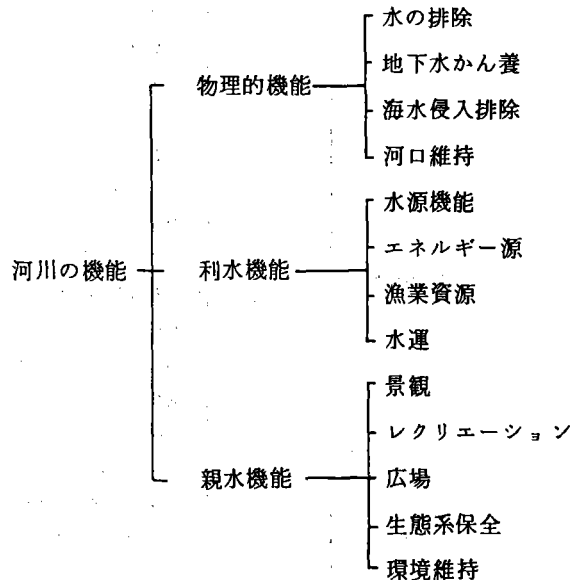 水の排除
物理的機能
地下水かん養
海水侵入排除
河口維持
水源機能
エネルギー源
河川の機能
利水機能
漁業資源
水運
景観
レクリエーション
親水機能
広場
生態系保全
環境維持